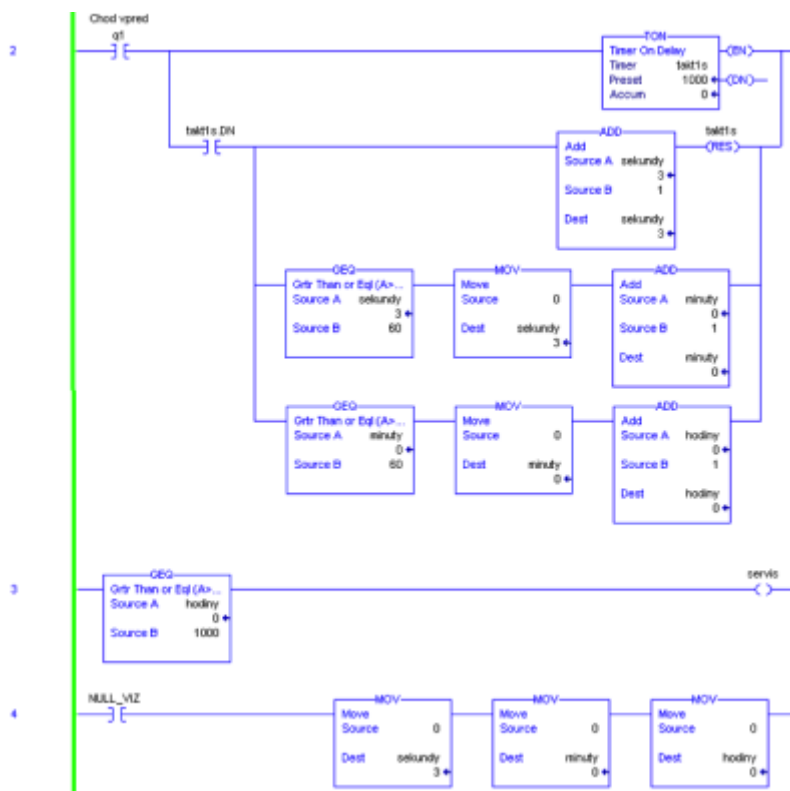 Chod vpred
q1
2
TON
Timer On Delay
Timer takt1s
Preset 1000
Accum 0
(EN)
(DN)
takt1s.DN
ADD
Add
Source A sekundy
3
Source B 1
Dest sekundy
3
takt1s
(RES)
GEQ
Grtr Than or Eql (A>...
Source A sekundy
3
Source B 60
MOV
Move
Source 0
Dest sekundy
3
ADD
Add
Source A minuty
0
Source B 1
Dest minuty
0
GEQ
Grtr Than or Eql (A>...
Source A minuty
0
Source B 60
MOV
Move
Source 0
Dest minuty
0
ADD
Add
Source A hodiny
0
Source B 1
Dest hodiny
0
3
GEQ
Grtr Than or Eql (A>...
Source A hodiny
0
Source B 1000
servis
4
NULL_VIZ
MOV
Move
Source 0
Dest sekundy
3
MOV
Move
Source 0
Dest minuty
0
MOV
Move
Source 0
Dest hodiny
0